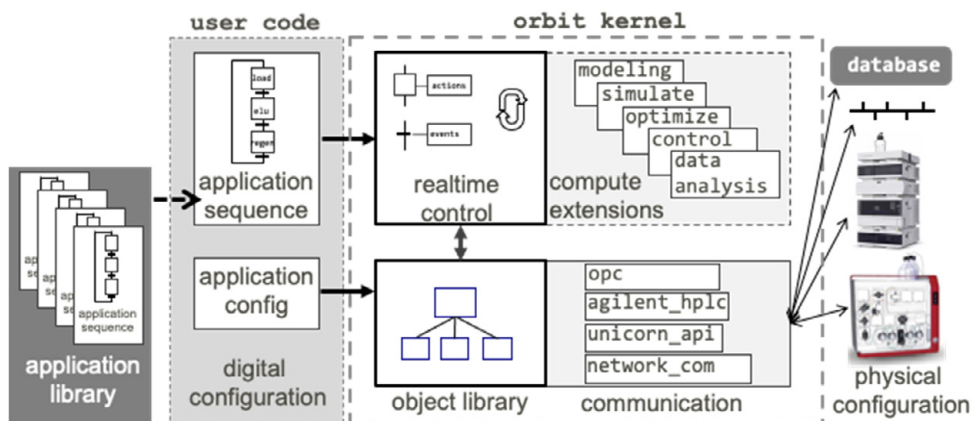 user code
orbit kernel
load
elu
regen
application
sequence
actions
events
realtime
control
modeling
simulate
optimize
control
data
analysis
compute
extensions
database
application
sequence
application
library
application
config
digital
configuration
object library
opc
agilent_hplc
unicorn_api
network_com
communication
physical
configuration